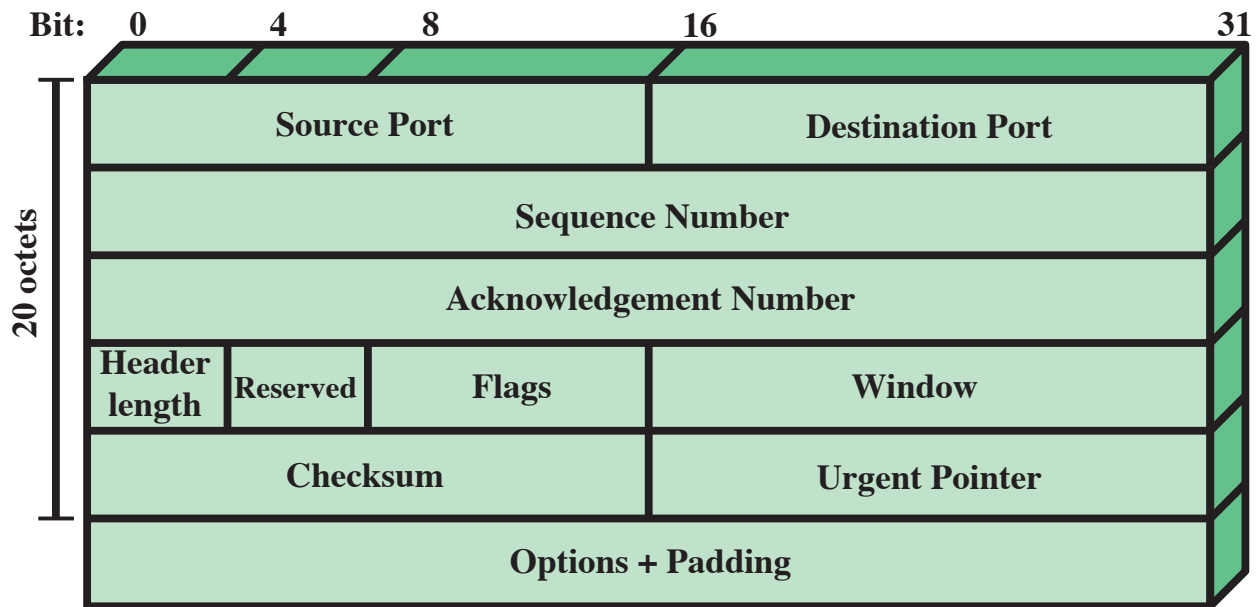 Bit: 0 4 8 16 31
Source Port Destination Port
Sequence Number
Acknowledgement Number
20 octets
Header
length
Reserved Flags Window
Checksum Urgent Pointer
Options + Padding